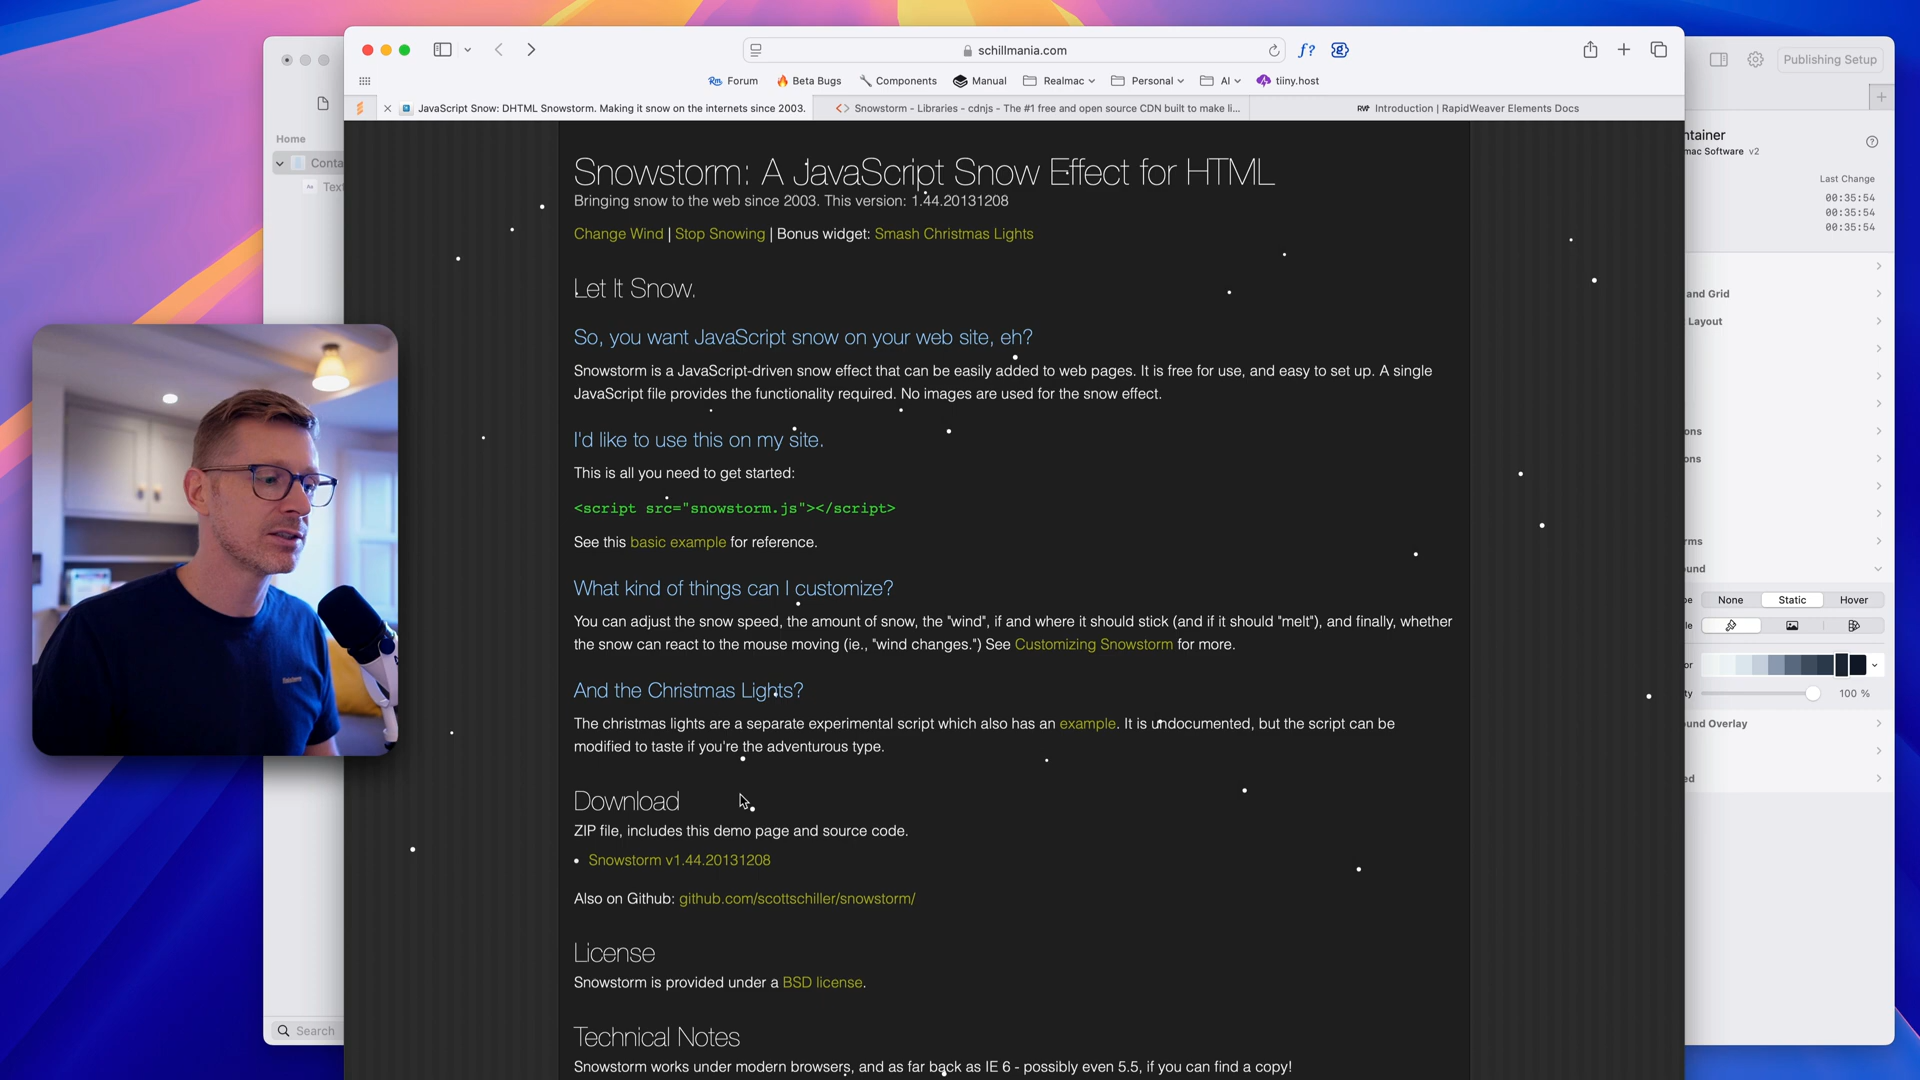 schillmania.com
f?
Publishing Setup
Forum
Beta Bugs
Components
Manual
Realmac
Personal
AI
tiiny.host
JavaScript Snow: DHTML Snowstorm. Making it snow on the internets since 2003.
Snowstorm - Libraries - cdnjs - The #1 free and open source CDN built to make li...
Introduction | RapidWeaver Elements Docs
Home
Conta
Tex
Search
Snowstorm: A JavaScript Snow Effect for HTML
Bringing snow to the web since 2003. This version: 1.44.20131208
Change Wind | Stop Snowing | Bonus widget: Smash Christmas Lights
Let It Snow.
So, you want JavaScript snow on your web site, eh?
Snowstorm is a JavaScript-driven snow effect that can be easily added to web pages. It is free for use, and easy to set up. A single
JavaScript file provides the functionality required. No images are used for the snow effect.
I'd like to use this on my site.
This is all you need to get started:
<script src="snowstorm.js"></script>
See this basic example for reference.
What kind of things can I customize?
You can adjust the snow speed, the amount of snow, the "wind", if and where it should stick (and if it should "melt"), and finally, whether
the snow can react to the mouse moving (ie., "wind changes.") See Customizing Snowstorm for more.
And the Christmas Lights?
The christmas lights are a separate experimental script which also has an example. It is undocumented, but the script can be
modified to taste if you're the adventurous type.
Download
ZIP file, includes this demo page and source code.
• Snowstorm v1.44.20131208
Also on Github: github.com/scottschiller/snowstorm/
License
Snowstorm is provided under a BSD license.
Technical Notes
Snowstorm works under modern browsers, and as far back as IE 6 - possibly even 5.5, if you can find a copy!
ntainer
mac Software v2
Last Change
00:35:54
00:35:54
00:35:54
and Grid
Layout
ons
ons
rms
und
pe
None
Static
Hover
le
or
ty
100 %
und Overlay
ed